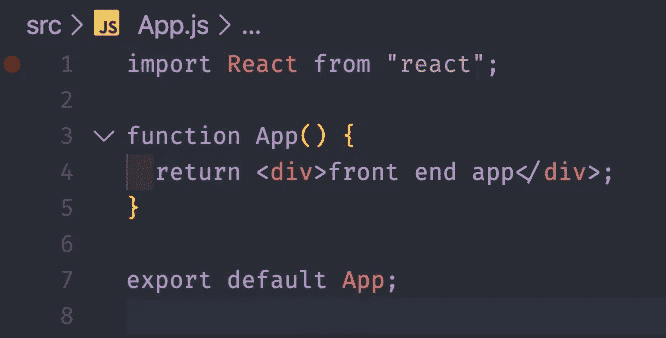 src > JS App.js > ...
1 import React from "react";
2
3 function App() {
4 return <div>front end app</div>;
5 }
6
7 export default App;
8